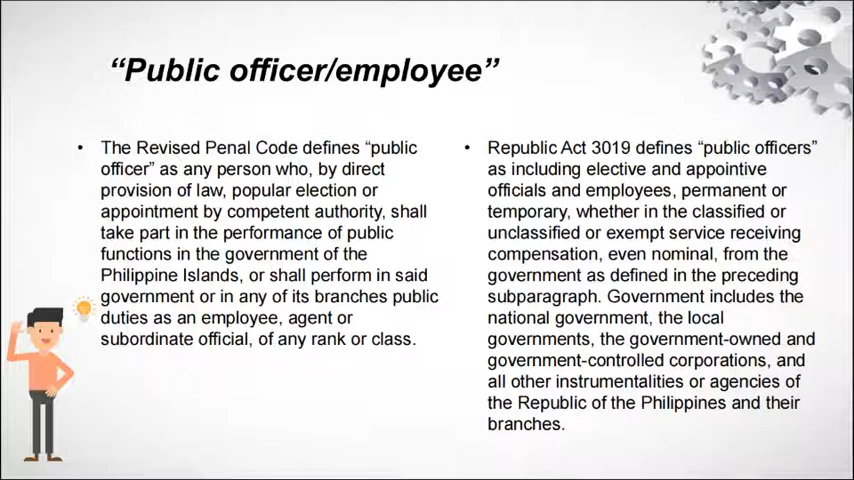 “Public officer/employee”
• The Revised Penal Code defines “public
officer” as any person who, by direct
provision of law, popular election or
appointment by competent authority, shall
take part in the performance of public
functions in the government of the
Philippine Islands, or shall perform in said
government or in any of its branches public
duties as an employee, agent or
subordinate official, of any rank or class.
• Republic Act 3019 defines “public officers”
as including elective and appointive
officials and employees, permanent or
temporary, whether in the classified or
unclassified or exempt service receiving
compensation, even nominal, from the
government as defined in the preceding
subparagraph. Government includes the
national government, the local
governments, the government-owned and
government-controlled corporations, and
all other instrumentalities or agencies of
the Republic of the Philippines and their
branches.